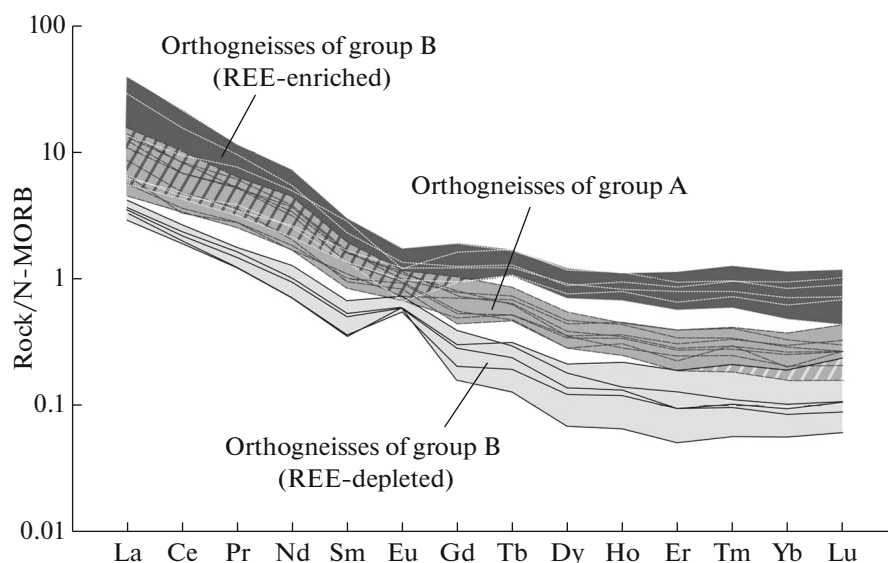 100
Orthogneisses of group B
(REE-enriched)
10
Orthogneisses of group A
Rock/N-MORB
1
0.1
Orthogneisses of group B
(REE-depleted)
0.01
La Ce Pr Nd Sm Eu Gd Tb Dy Ho Er Tm Yb Lu